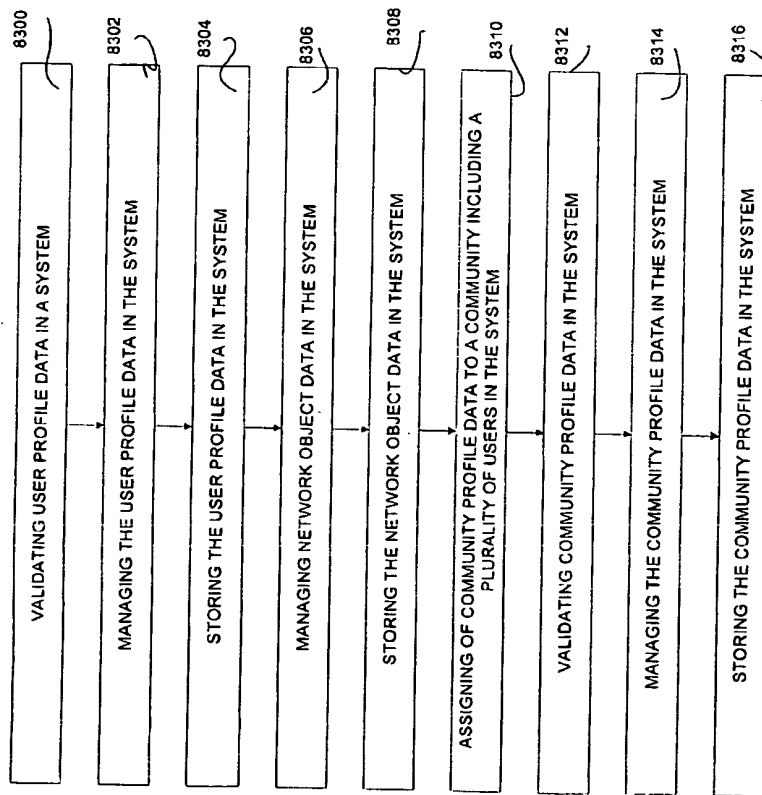 8300
VALIDATING USER PROFILE DATA IN A SYSTEM
8302
MANAGING THE USER PROFILE DATA IN THE SYSTEM
8304
STORING THE USER PROFILE DATA IN THE SYSTEM
8306
MANAGING NETWORK OBJECT DATA IN THE SYSTEM
8308
STORING THE NETWORK OBJECT DATA IN THE SYSTEM
8310
ASSIGNING OF COMMUNITY PROFILE DATA TO A COMMUNITY INCLUDING A
PLURALITY OF USERS IN THE SYSTEM
8312
VALIDATING COMMUNITY PROFILE DATA IN THE SYSTEM
8314
MANAGING THE COMMUNITY PROFILE DATA IN THE SYSTEM
8316
STORING THE COMMUNITY PROFILE DATA IN THE SYSTEM